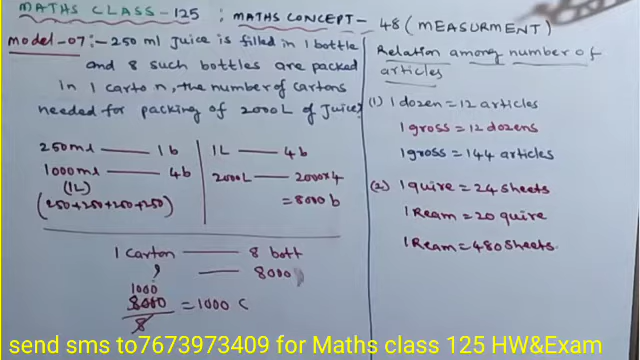 MATHS CLASS-125 : MATHS CONCEPT- 48 (MEASURMENT)
Model-07:- 250 ml Juice is filled in 1 bottle
and 8 such bottles are packed
In 1 carton, the number of cartons
needed for packing of 2000L of juice?
250ml — 1b
1000ml — 4b
(1L)
(250+250+250+250)
1L — 4b
2000L — 2000x4
= 8000 b
1 carton — 8 bott
? — 8000
1000
8000
8
= 1000 C
Relation among number of
articles
(1) 1 dozen = 12 articles
1 gross = 12 dozens
1 gross = 144 articles
(2) 1 quire = 24 sheets
1 Ream = 20 quire
1 Ream = 480 sheets.
send sms to7673973409 for Maths class 125 HW&Exam